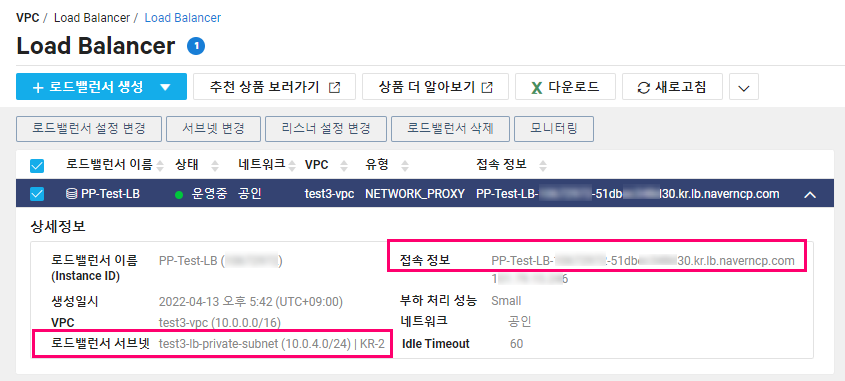 VPC / Load Balancer / Load Balancer
Load Balancer 1
+ 로드밸런서 생성 추천 상품 보러가기 상품 더 알아보기 X 다운로드 새로고침
로드밸런서 설정 변경 서브넷 변경 리스너 설정 변경 로드밸런서 삭제 모니터링
로드밸런서 이름 상태 네트워크 VPC 유형 접속 정보
PP-Test-LB 운영중 공인 test3-vpc NETWORK_PROXY PP-Test-LB- -51db 30.kr.lb.naverncp.com
상세정보
로드밸런서 이름 PP-Test-LB ( ) 접속 정보 PP-Test-LB- -51db 30.kr.lb.naverncp.com
(Instance ID)
생성일시 2022-04-13 오후 5:42 (UTC+09:00) 부하 처리 성능 Small
VPC test3-vpc (10.0.0.0/16) 네트워크 공인
로드밸런서 서브넷 test3-lb-private-subnet (10.0.4.0/24) | KR-2 Idle Timeout 60